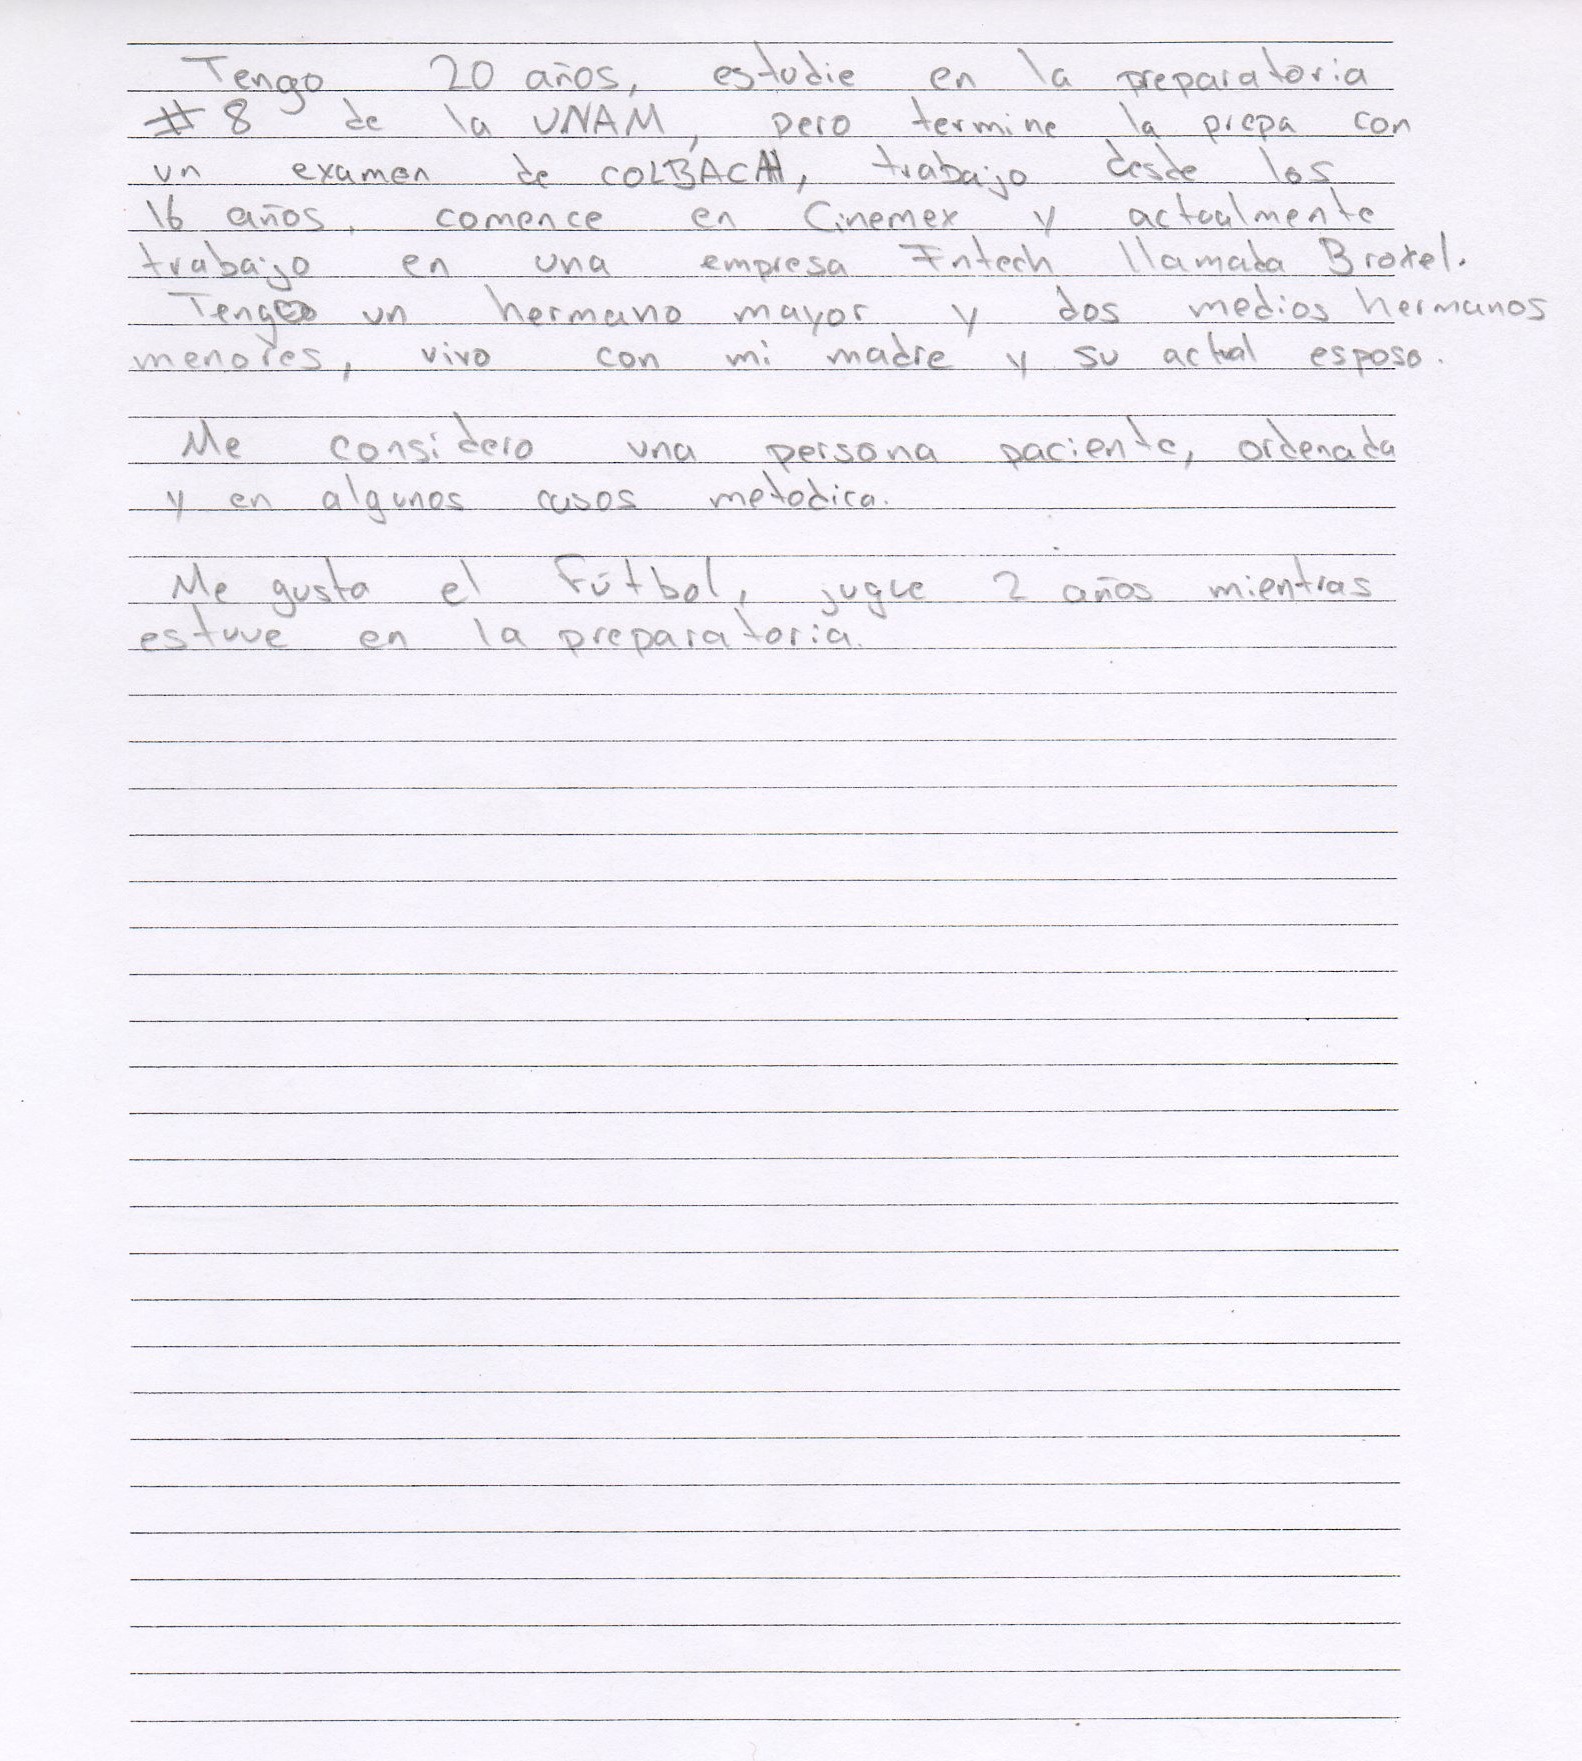 Tengo 20 años, estudie en la preparatoria
# 8 de la UNAM, pero termine la prepa con
un examen de COLBACH, trabajo desde los
16 años, comence en Cinemex y actualmente
trabajo en una empresa Fntech llamada Broxel.
Tengo un hermano mayor y dos medios hermanos
menores, vivo con mi madre y su actual esposo.
Me considero una persona paciente, ordenada
y en algunos casos metodica.
Me gusta el Fútbol, jugue 2 años mientras
estuve en la preparatoria.